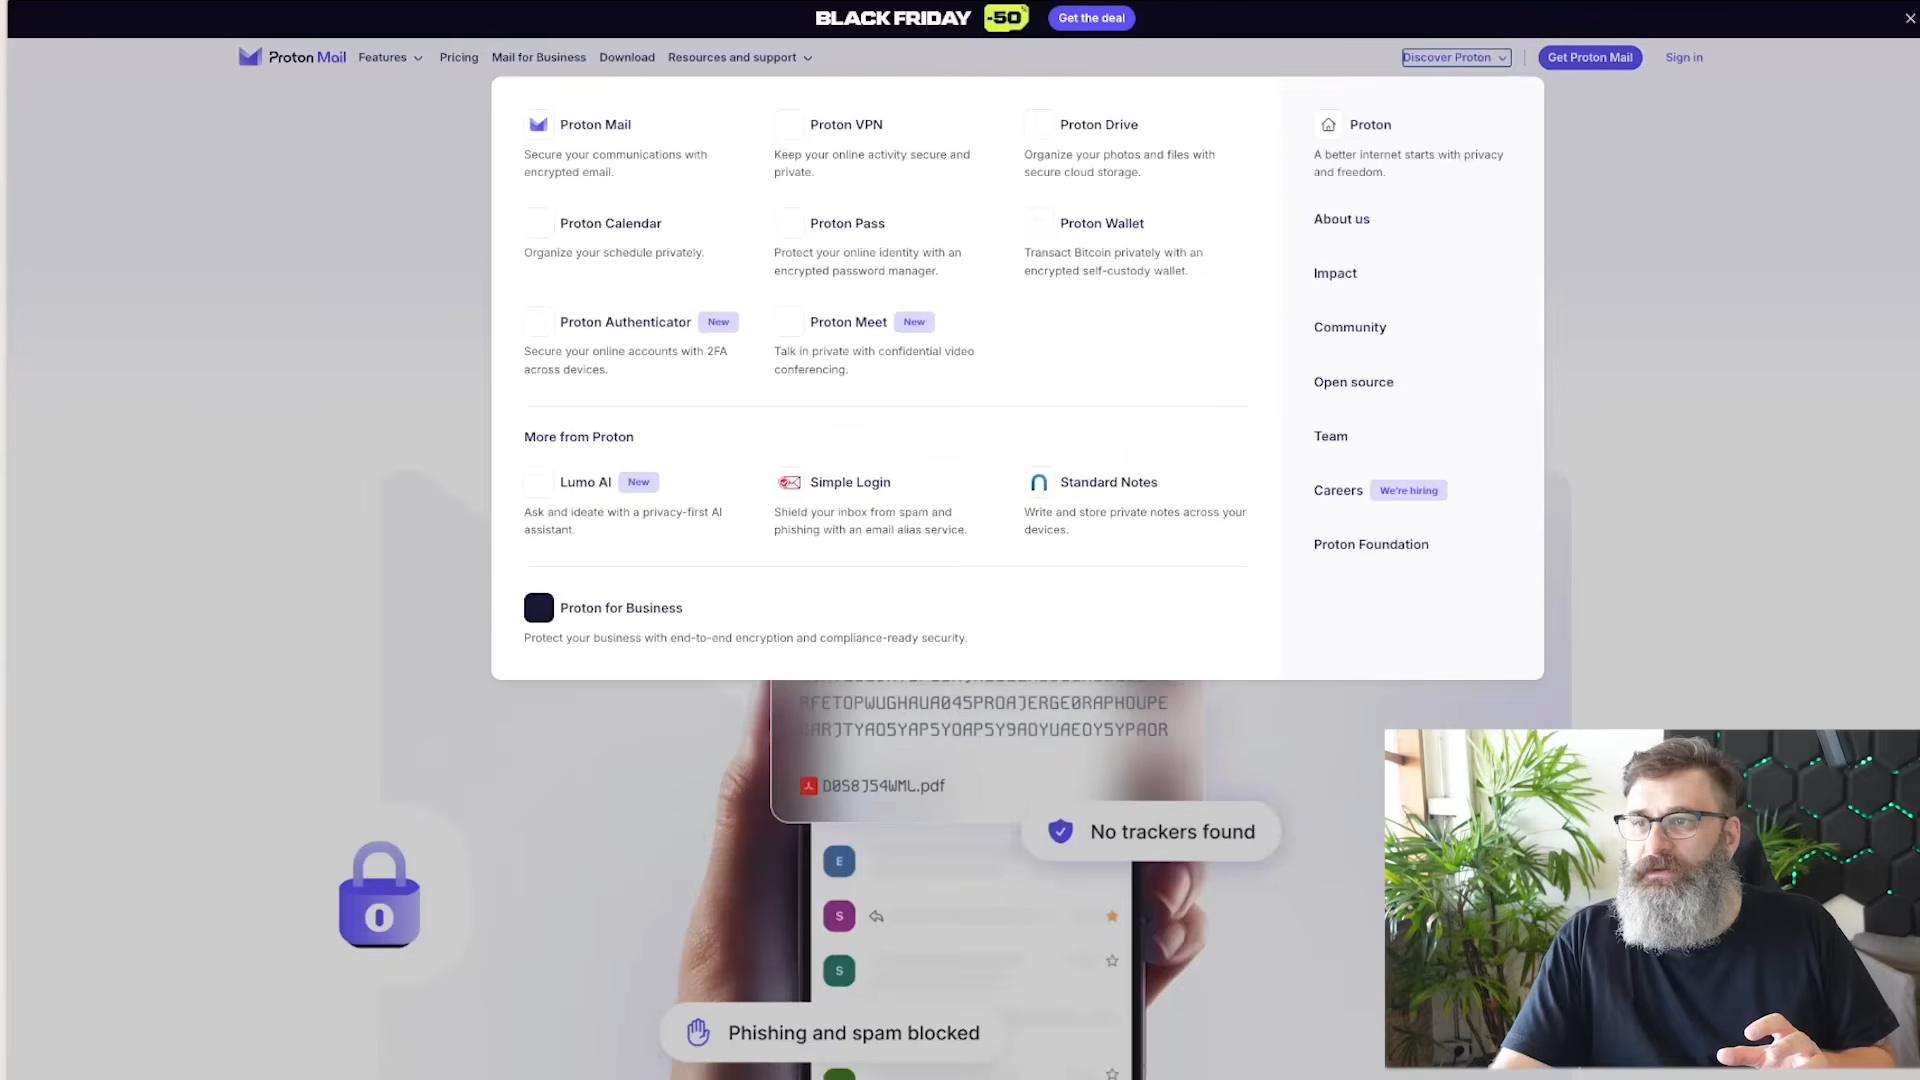 BLACK FRIDAY -50% Get the deal
Proton Mail Features Pricing Mail for Business Download Resources and support Discover Proton Get Proton Mail Sign in
Proton Mail
Secure your communications with
encrypted email.
Proton VPN
Keep your online activity secure and
private.
Proton Drive
Organize your photos and files with
secure cloud storage.
Proton Calendar
Organize your schedule privately.
Proton Pass
Protect your online identity with an
encrypted password manager.
Proton Wallet
Transact Bitcoin privately with an
encrypted self-custody wallet.
Proton Authenticator New
Secure your online accounts with 2FA
across devices.
Proton Meet New
Talk in private with confidential video
conferencing.
More from Proton
Lumo AI New
Ask and ideate with a privacy-first AI
assistant.
Simple Login
Shield your inbox from spam and
phishing with an email alias service.
Standard Notes
Write and store private notes across your
devices.
Proton for Business
Protect your business with end-to-end encryption and compliance-ready security.
Proton
A better internet starts with privacy
and freedom.
About us
Impact
Community
Open source
Team
Careers We're hiring
Proton Foundation
RFETOPWUGHAUA045PROAJERGE0RAPHOUPE
GARJTYAO5YAP5YOAP5Y9AOYUAEOY5YPAOR
D0S8J54WML.pdf
No trackers found
E
S
S
Phishing and spam blocked